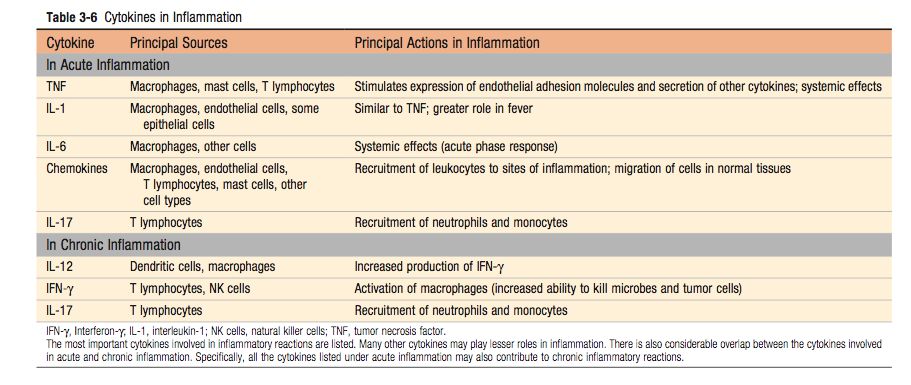 Table 3-6 Cytokines in Inflammation
Cytokine Principal Sources Principal Actions in Inflammation
In Acute Inflammation
TNF Macrophages, mast cells, T lymphocytes Stimulates expression of endothelial adhesion molecules and secretion of other cytokines; systemic effects
IL-1 Macrophages, endothelial cells, some Similar to TNF; greater role in fever
epithelial cells
IL-6 Macrophages, other cells Systemic effects (acute phase response)
Chemokines Macrophages, endothelial cells, Recruitment of leukocytes to sites of inflammation; migration of cells in normal tissues
T lymphocytes, mast cells, other
cell types
IL-17 T lymphocytes Recruitment of neutrophils and monocytes
In Chronic Inflammation
IL-12 Dendritic cells, macrophages Increased production of IFN-γ
IFN-γ T lymphocytes, NK cells Activation of macrophages (increased ability to kill microbes and tumor cells)
IL-17 T lymphocytes Recruitment of neutrophils and monocytes
IFN-γ, Interferon-γ; IL-1, interleukin-1; NK cells, natural killer cells; TNF, tumor necrosis factor.
The most important cytokines involved in inflammatory reactions are listed. Many other cytokines may play lesser roles in inflammation. There is also considerable overlap between the cytokines involved
in acute and chronic inflammation. Specifically, all the cytokines listed under acute inflammation may also contribute to chronic inflammatory reactions.